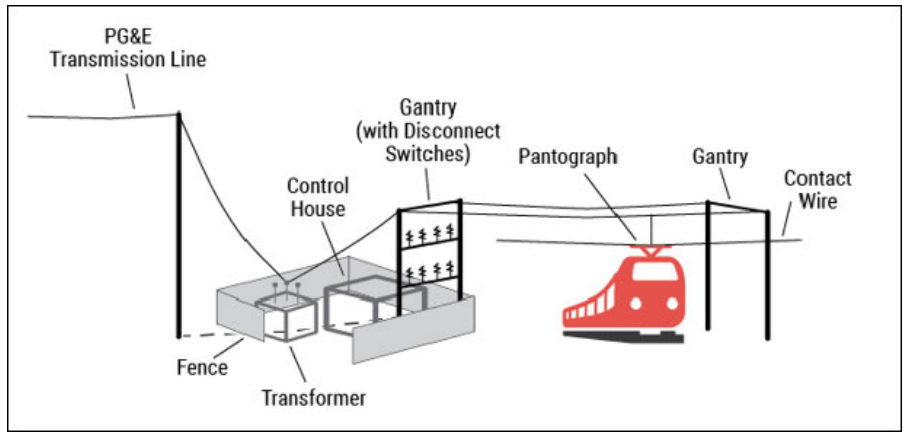 PG&E
Transmission Line
Gantry
(with Disconnect
Switches)
Pantograph
Gantry
Contact
Wire
Control
House
Fence
Transformer